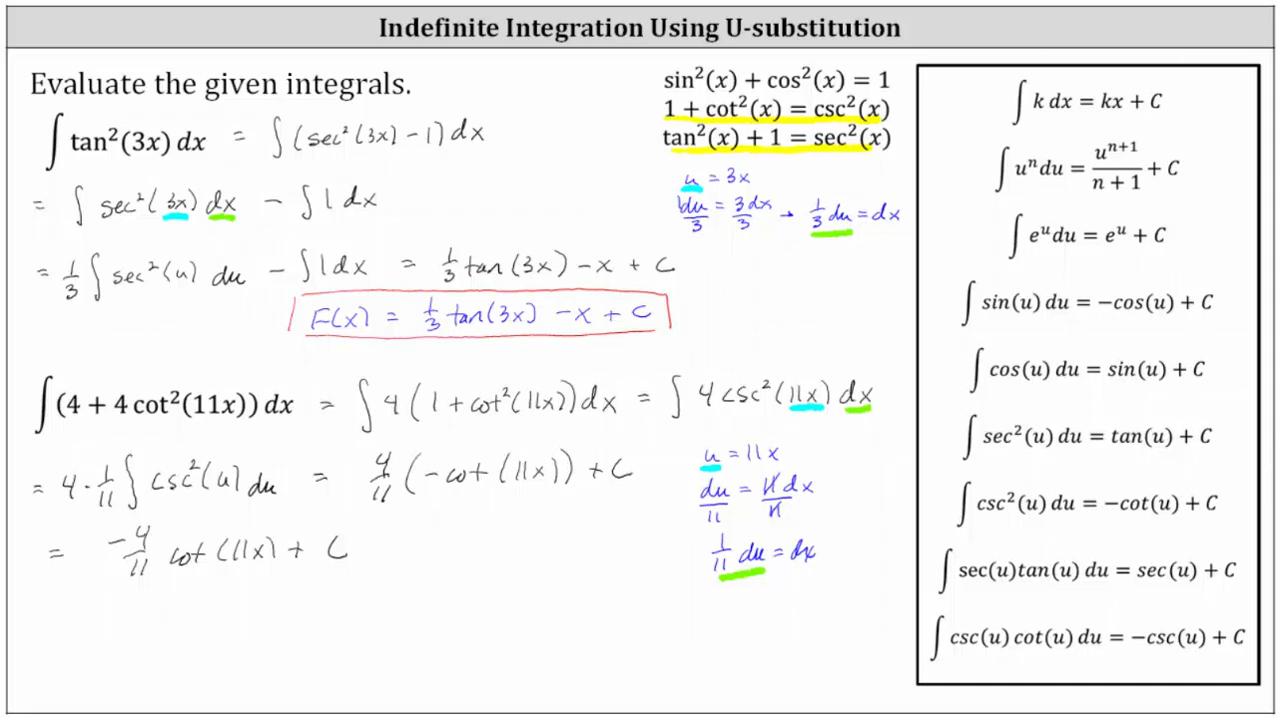 Indefinite Integration Using U-substitution
Evaluate the given integrals.
∫ tan²(3x) dx = ∫ (sec²(3x) - 1) dx
= ∫ sec²(3x) dx - ∫ 1 dx
= 1/3 ∫ sec²(u) du - ∫ 1 dx = 1/3 tan(3x) - x + C
F(x) = 1/3 tan(3x) - x + C
sin²(x) + cos²(x) = 1
1 + cot²(x) = csc²(x)
tan²(x) + 1 = sec²(x)
u = 3x
1du/3 = 3dx/3 → 1/3 du = dx
∫(4 + 4 cot²(11x)) dx = ∫ 4 (1 + cot²(11x)) dx = ∫ 4 csc²(11x) dx
= 4 · 1/11 ∫ csc²(u) du = 4/11 (-cot(11x)) + C
= -4/11 cot(11x) + C
u = 11x
du/11 = 11dx/11
1/11 du = dx
∫ k dx = kx + C
∫ uⁿ du = uⁿ⁺¹/(n + 1) + C
∫ eᵘ du = eᵘ + C
∫ sin(u) du = −cos(u) + C
∫ cos(u) du = sin(u) + C
∫ sec²(u) du = tan(u) + C
∫ csc²(u) du = −cot(u) + C
∫ sec(u)tan(u) du = sec(u) + C
∫ csc(u) cot(u) du = −csc(u) + C